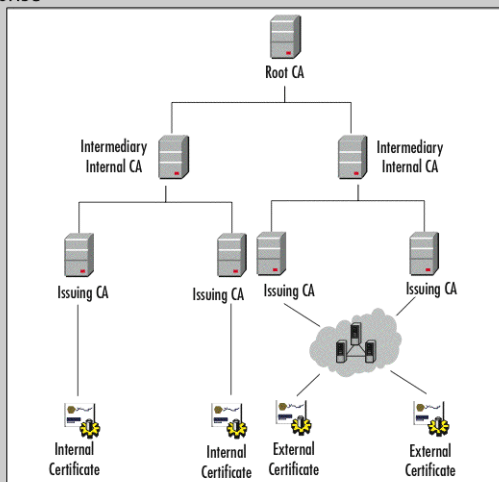 Root CA
Intermediary
Internal CA
Intermediary
Internal CA
Issuing CA
Issuing CA
Issuing CA
Issuing CA
Internal
Certificate
Internal
Certificate
External
Certificate
External
Certificate